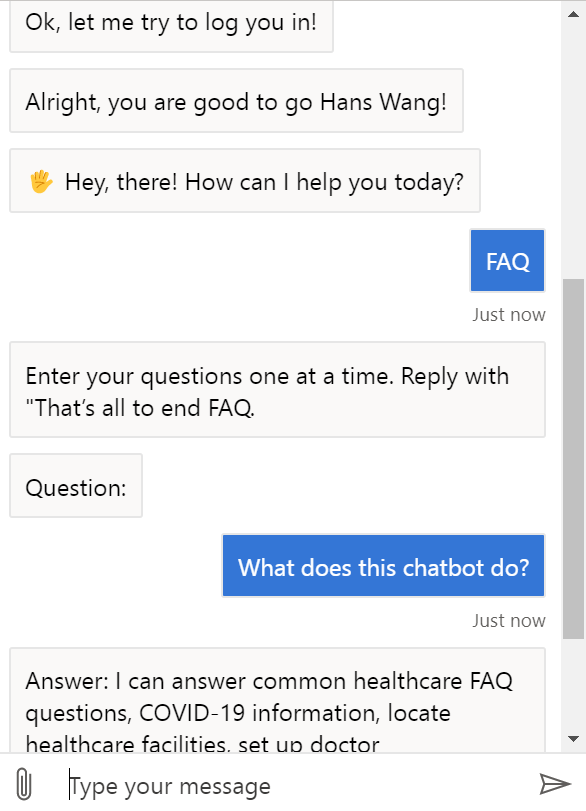 Ok, let me try to log you in!
Alright, you are good to go Hans Wang!
🖐 Hey, there! How can I help you today?
FAQ
Just now
Enter your questions one at a time. Reply with
"That's all to end FAQ.
Question:
What does this chatbot do?
Just now
Answer: I can answer common healthcare FAQ
questions, COVID-19 information, locate
healthcare facilities, set up doctor
Type your message